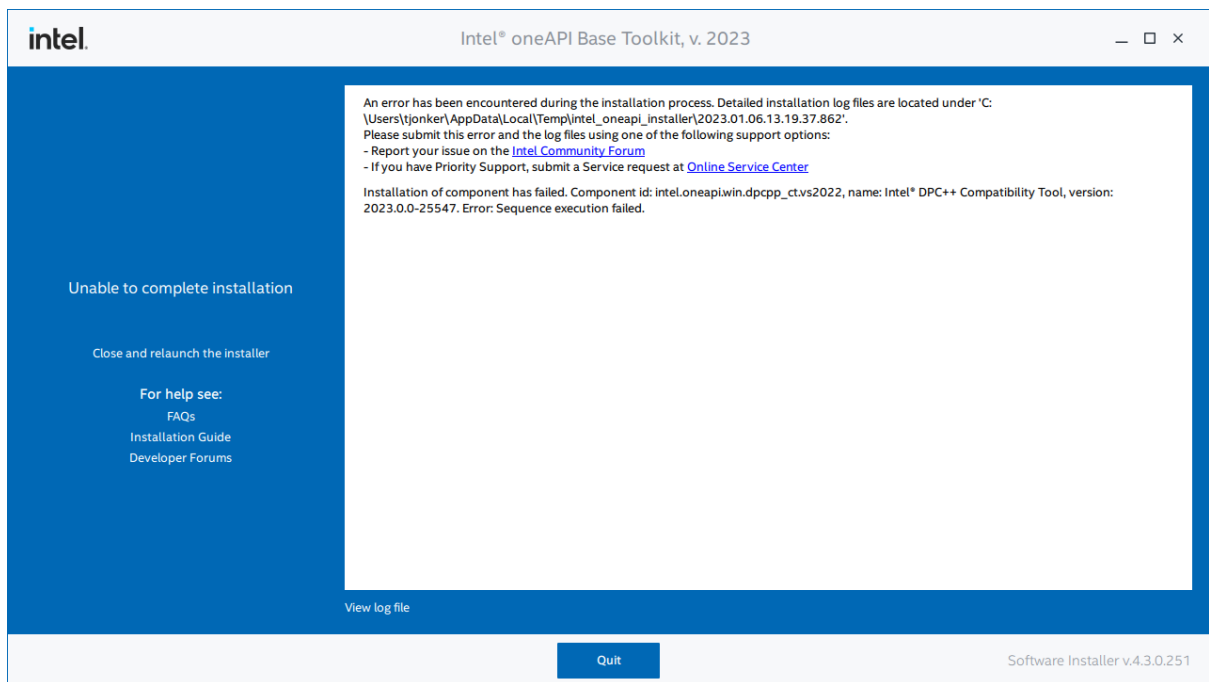 intel.
Intel® oneAPI Base Toolkit, v. 2023
An error has been encountered during the installation process. Detailed installation log files are located under 'C:
\Users\tjonker\AppData\Local\Temp\intel_oneapi_installer\2023.01.06.13.19.37.862'.
Please submit this error and the log files using one of the following support options:
- Report your issue on the Intel Community Forum
- If you have Priority Support, submit a Service request at Online Service Center
Installation of component has failed. Component id: intel.oneapi.win.dpcpp_ct.vs2022, name: Intel® DPC++ Compatibility Tool, version:
2023.0.0-25547. Error: Sequence execution failed.
Unable to complete installation
Close and relaunch the installer
For help see:
FAQs
Installation Guide
Developer Forums
View log file
Quit
Software Installer v.4.3.0.251